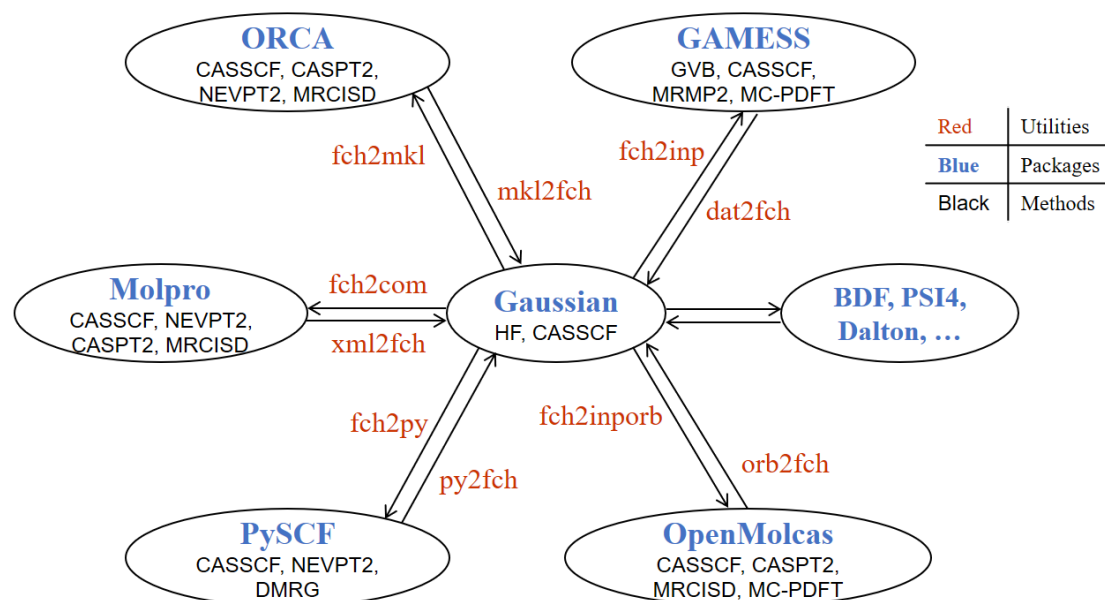 ORCA
CASSCF, CASPT2,
NEVPT2, MRCISD
GAMESS
GVB, CASSCF,
MRMP2, MC-PDFT
Red Utilities
Blue Packages
Black Methods
fch2mkl
mkl2fch
fch2inp
dat2fch
Molpro
CASSCF, NEVPT2,
CASPT2, MRCISD
fch2com
xml2fch
Gaussian
HF, CASSCF
BDF, PSI4,
Dalton, …
fch2py
py2fch
fch2inporb
orb2fch
PySCF
CASSCF, NEVPT2,
DMRG
OpenMolcas
CASSCF, CASPT2,
MRCISD, MC-PDFT